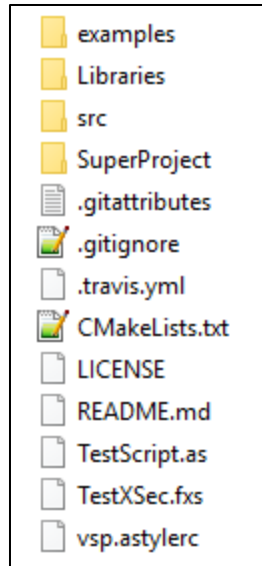 examples
Libraries
src
SuperProject
.gitattributes
.gitignore
.travis.yml
CMakeLists.txt
LICENSE
README.md
TestScript.as
TestXSec.fxs
vsp.astylerc